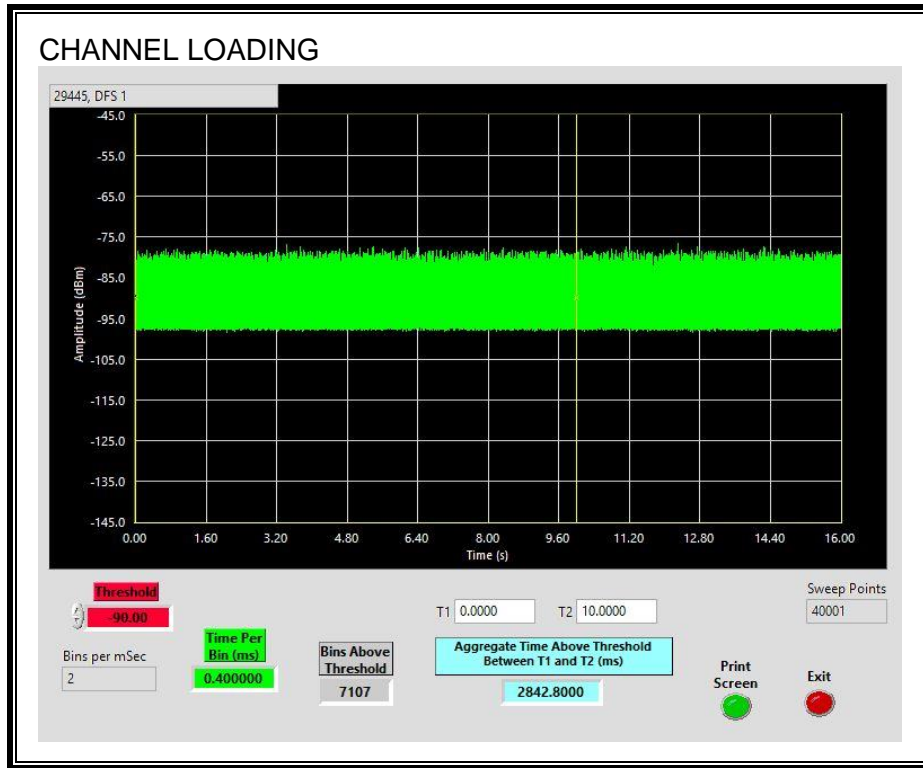 CHANNEL LOADING
29445, DFS 1
-45.0
-55.0
-65.0
-75.0
-85.0
-95.0
-105.0
-115.0
-125.0
-135.0
-145.0
Amplitude (dBm)
0.00 1.60 3.20 4.80 6.40 8.00 9.60 11.20 12.80 14.40 16.00
Time (s)
Threshold
-90.00
Bins per mSec
2
Time Per
Bin (ms)
0.400000
Bins Above
Threshold
7107
T1 0.0000 T2 10.0000
Aggregate Time Above Threshold
Between T1 and T2 (ms)
2842.8000
Sweep Points
40001
Print
Screen
Exit